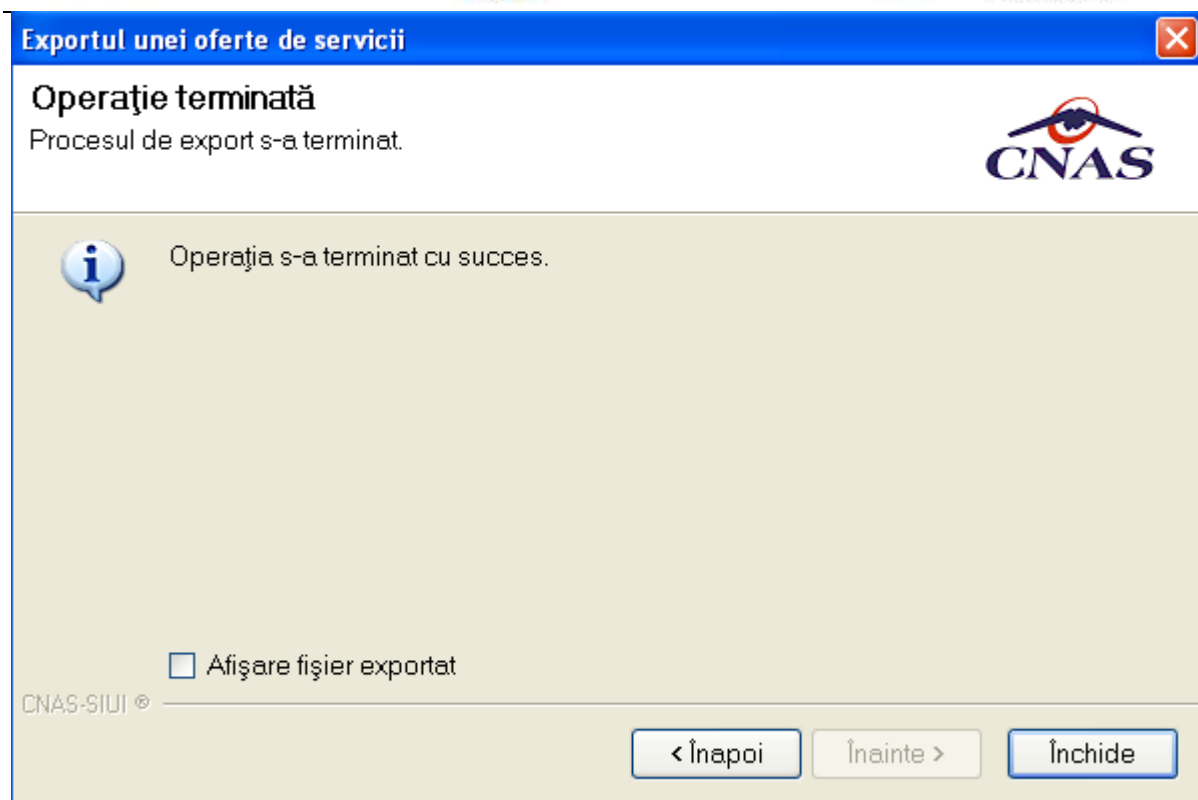 Exportul unei oferte de servicii
Operaţie terminată
Procesul de export s-a terminat.
CNAS
Operaţia s-a terminat cu succes.
Afişare fişier exportat
CNAS-SIUI ®
< Înapoi
Înainte >
Închide